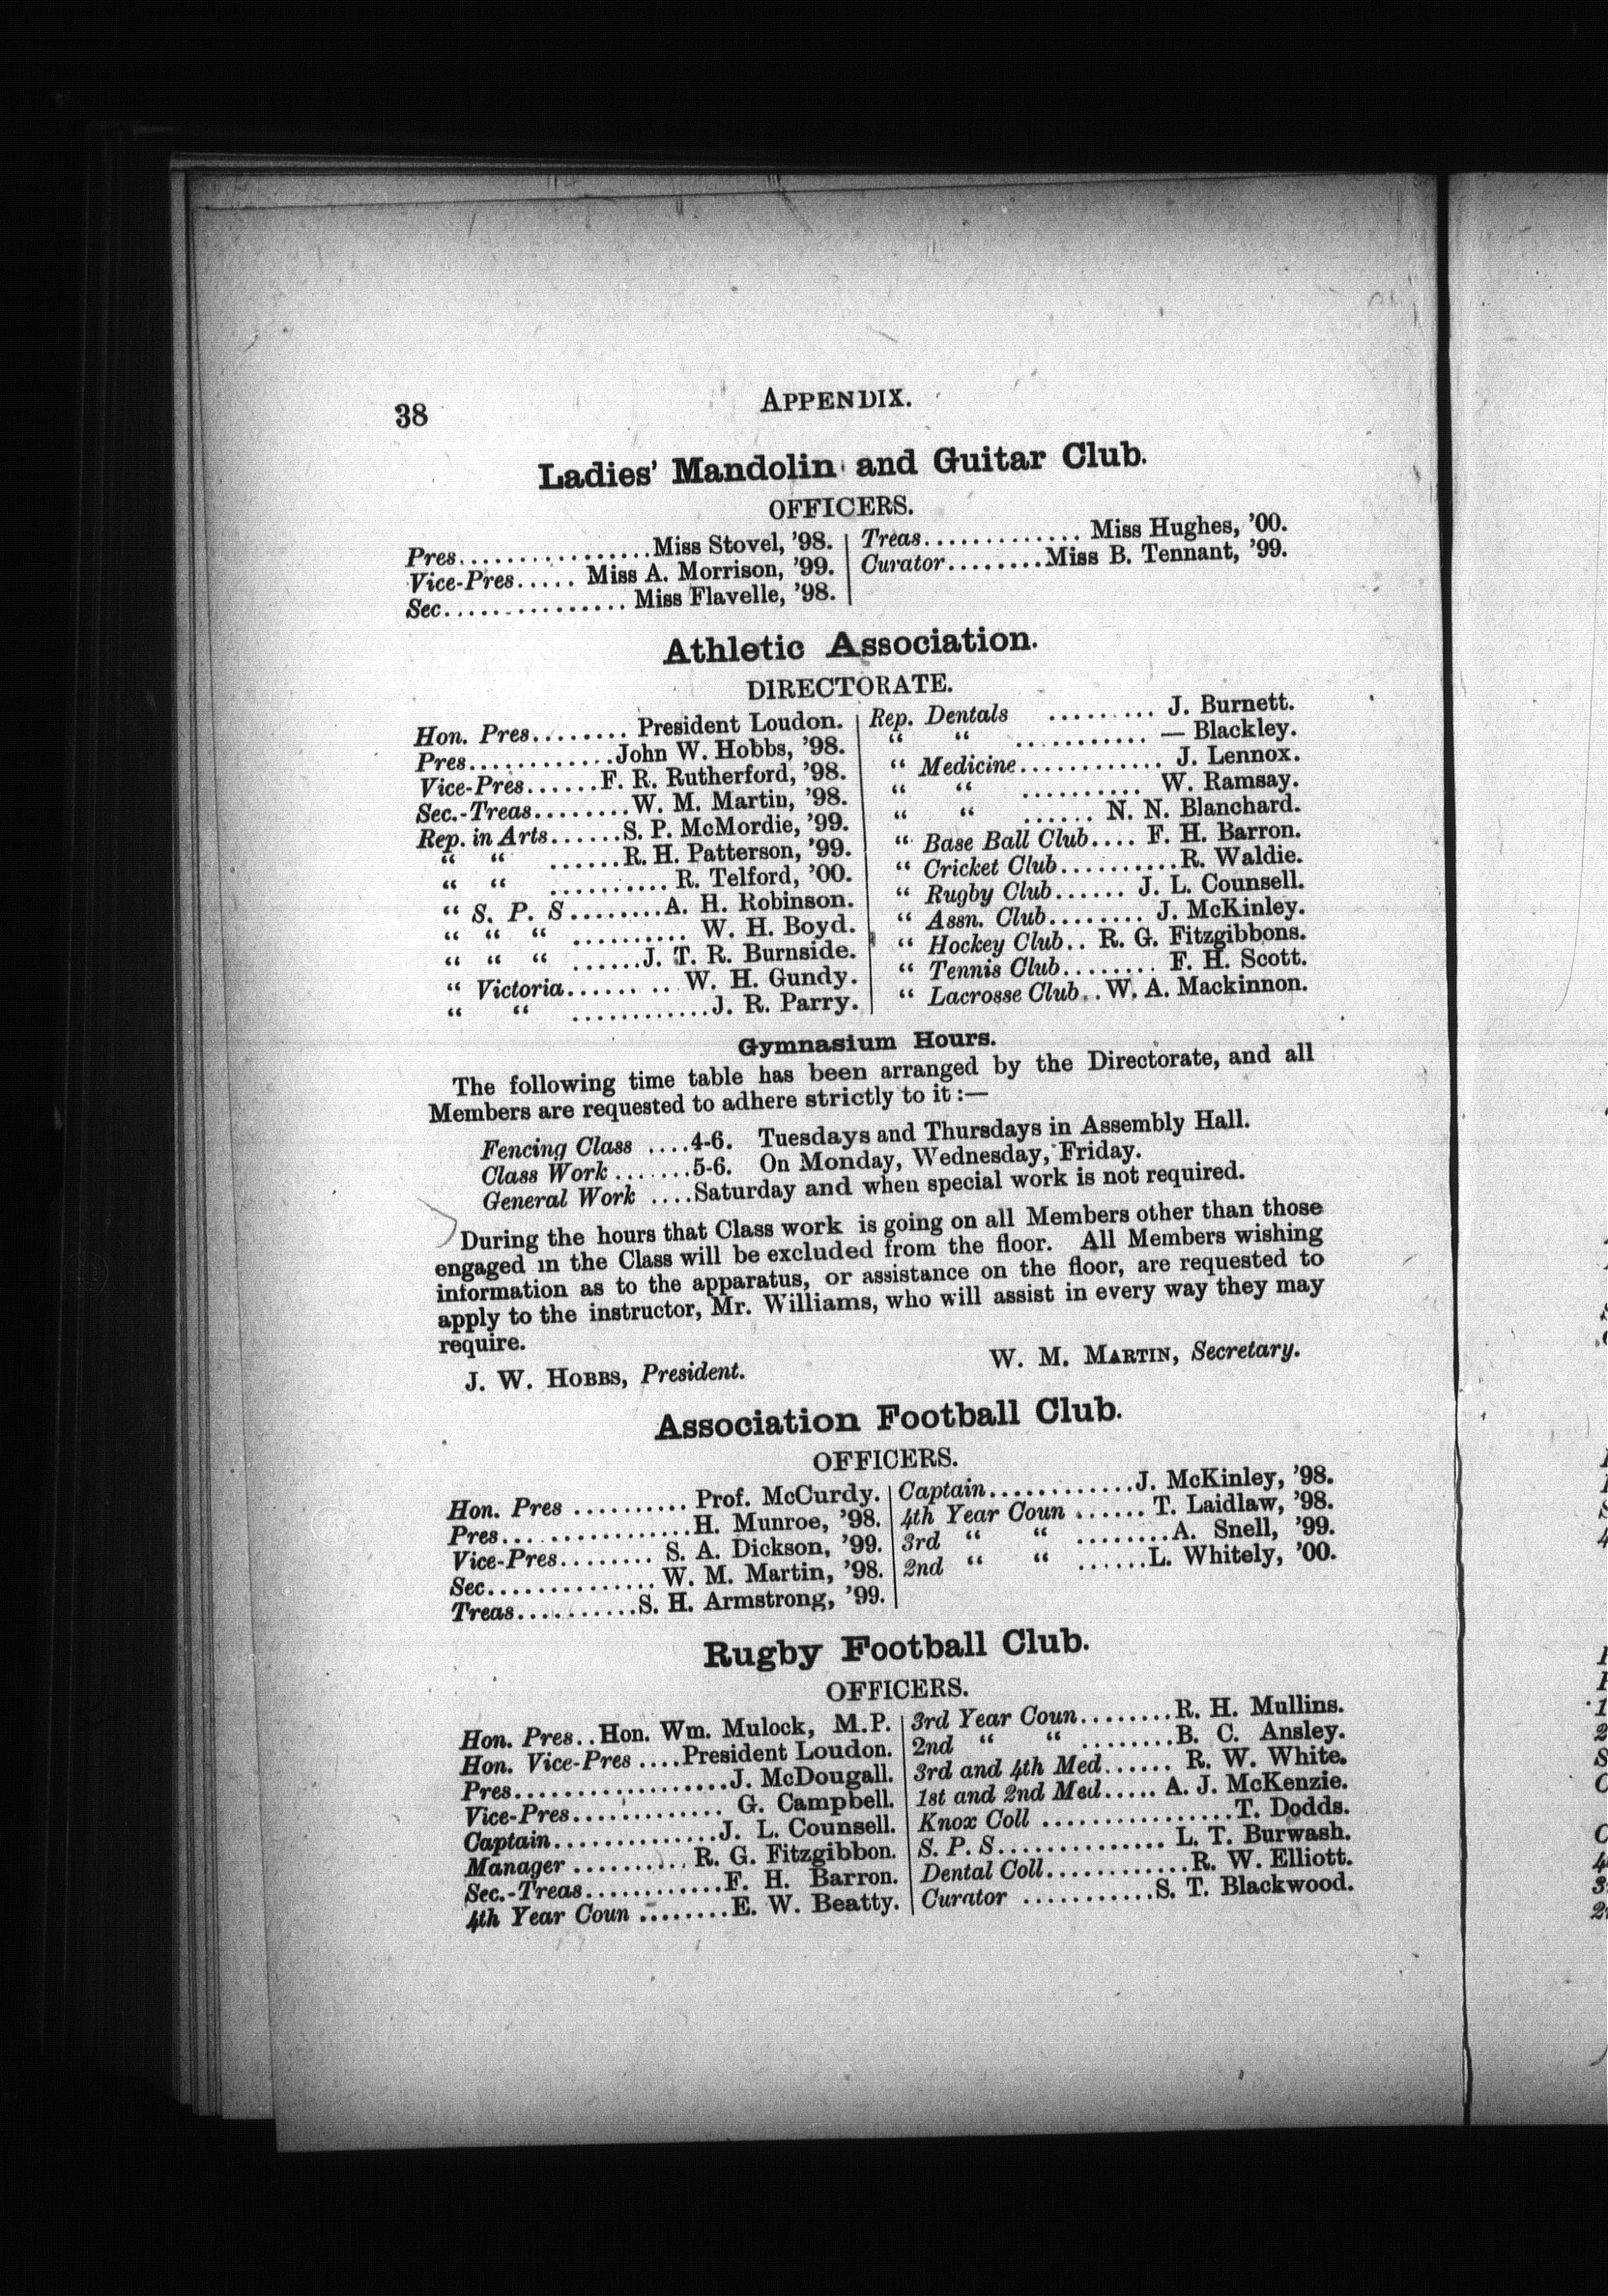 38
APPENDIX.
Ladies' Mandolin and Guitar Club.
OFFICERS.
Pres................Miss Stovel, '98.
Vice-Pres..... Miss A. Morrison, '99.
Sec............... Miss Flavelle, '98.
Treas............. Miss Hughes, '00.
Curator........Miss B. Tennant, '99.
Athletic Association.
DIRECTORATE.
Hon. Pres........ President Loudon.
Pres............John W. Hobbs, '98.
Vice-Pres......F. R. Rutherford, '98.
Sec.-Treas........W. M. Martin, '98.
Rep. in Arts......S. P. McMordie, '99.
“ “ ......R. H. Patterson, '99.
“ “ .......... R. Telford, '00.
“ S. P. S........A. H. Robinson.
“ “ “ .......... W. H. Boyd.
“ “ “ ......J. T. R. Burnside.
“ Victoria......... W. H. Gundy.
“ “ ............J. R. Parry.
Rep. Dentals ......... J. Burnett.
“ “ ........... — Blackley.
“ Medicine............ J. Lennox.
“ “ .......... W. Ramsay.
“ “ ...... N. N. Blanchard.
“ Base Ball Club.... F. H. Barron.
“ Cricket Club..........R. Waldie.
“ Rugby Club...... J. L. Counsell.
“ Assn. Club........ J. McKinley.
“ Hockey Club.. R. G. Fitzgibbons.
“ Tennis Club........ F. H. Scott.
“ Lacrosse Club..W. A. Mackinnon.
Gymnasium Hours.
The following time table has been arranged by the Directorate, and all
Members are requested to adhere strictly to it :—
Fencing Class ....4-6. Tuesdays and Thursdays in Assembly Hall.
Class Work .......5-6. On Monday, Wednesday, Friday.
General Work ....Saturday and when special work is not required.
During the hours that Class work is going on all Members other than those
engaged in the Class will be excluded from the floor. All Members wishing
information as to the apparatus, or assistance on the floor, are requested to
apply to the instructor, Mr. Williams, who will assist in every way they may
require.
J. W. HOBBS, President. W. M. MARTIN, Secretary.
Association Football Club.
OFFICERS.
Hon. Pres .......... Prof. McCurdy.
Pres................H. Munroe, '98.
Vice-Pres........ S. A. Dickson, '99.
Sec.............. W. M. Martin, '98.
Treas..........S. H. Armstrong, '99.
Captain............J. McKinley, '98.
4th Year Coun ...... T. Laidlaw, '98.
3rd “ “ ........A. Snell, '99.
2nd “ “ ......L. Whitely, '00.
Rugby Football Club.
OFFICERS.
Hon. Pres..Hon. Wm. Mulock, M.P.
Hon. Vice-Pres ....President Loudon.
Pres..................J. McDougall.
Vice-Pres............. G. Campbell.
Captain..............J. L. Counsell.
Manager .......... R. G. Fitzgibbon.
Sec.-Treas............F. H. Barron.
4th Year Coun ........E. W. Beatty.
3rd Year Coun........R. H. Mullins.
2nd “ “ ........B. C. Ansley.
3rd and 4th Med...... R. W. White.
1st and 2nd Med..... A. J. McKenzie.
Knox Coll ................T. Dodds.
S. P. S............... L. T. Burwash.
Dental Coll............R. W. Elliott.
Curator ............S. T. Blackwood.